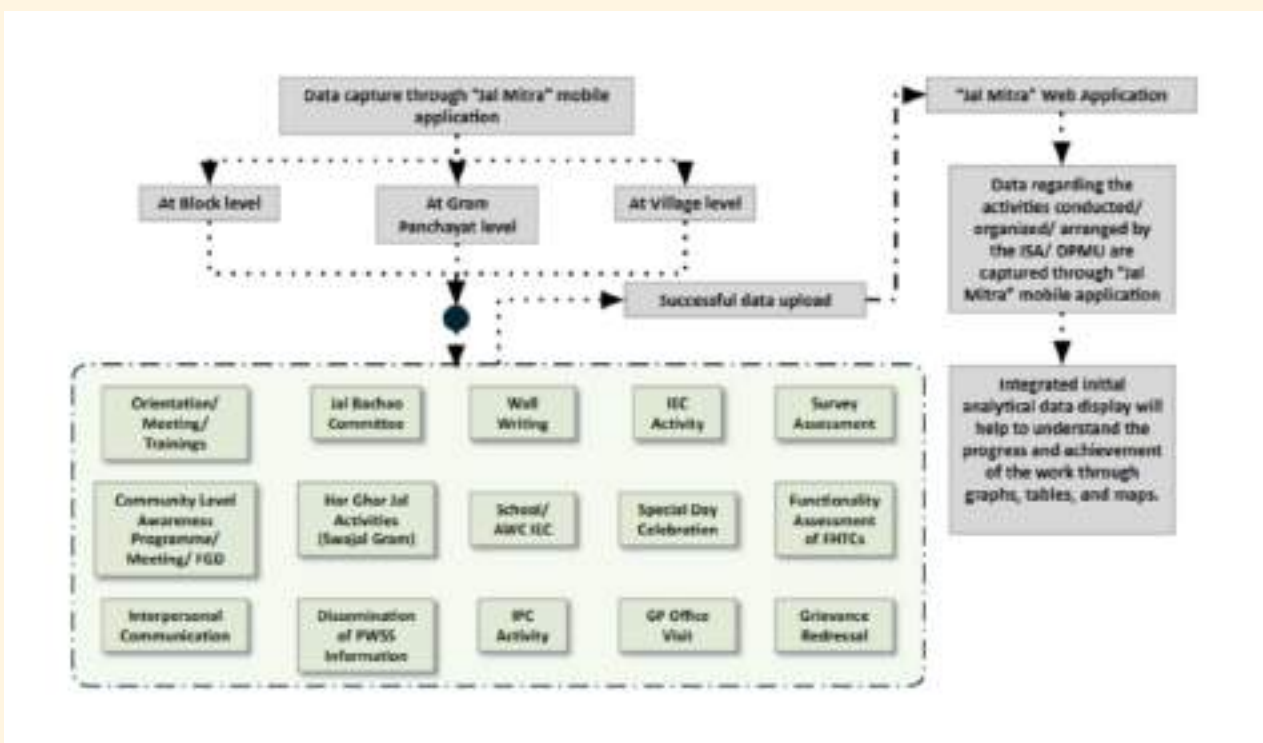 Data capture through "Jal Mitra" mobile
application
At Block level
At Gram
Panchayat level
At Village level
Successful data upload
"Jal Mitra" Web Application
Data regarding the
activities conducted/
organized/ arranged by
the ISA/ DPMU are
captured through "Jal
Mitra" mobile application
Integrated initial
analytical data display will
help to understand the
progress and achievement
of the work through
graphs, tables, and maps.
Orientation/
Meeting/
Trainings
Jal Bachao
Committee
Wall
Writing
IEC
Activity
Survey
Assessment
Community Level
Awareness
Programme/
Meeting/ FGD
Har Ghar Jal
Activities
(Swajal Gram)
School/
AWC IEC
Special Day
Celebration
Functionality
Assessment
of FHTCs
Interpersonal
Communication
Dissemination
of PWSS
Information
IPC
Activity
GP Office
Visit
Grievance
Redressal